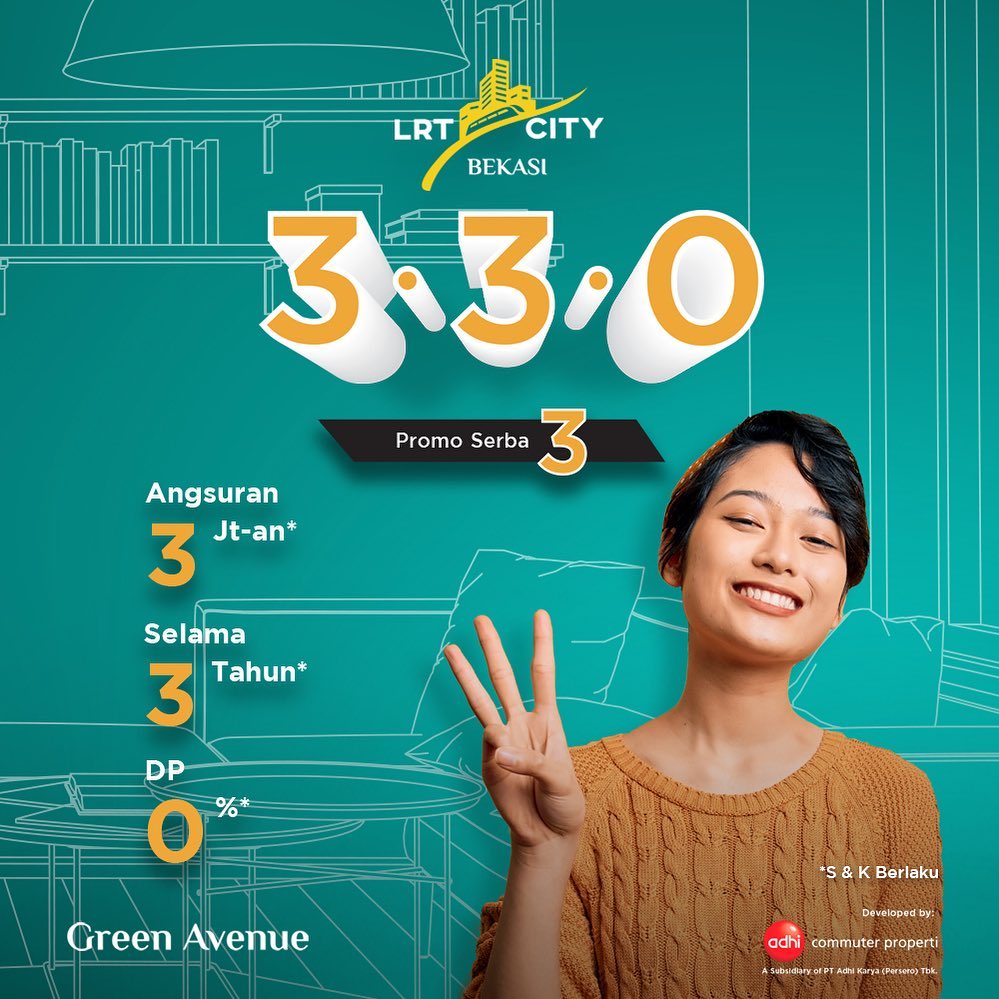 LRT CITY
BEKASI
3.3.0
Promo Serba 3
Angsuran
3 Jt-an*
Selama
3 Tahun*
DP
0 %*
*S & K Berlaku
Developed by:
adhi commuter properti
A Subsidiary of PT Adhi Karya (Persero) Tbk.
Green Avenue